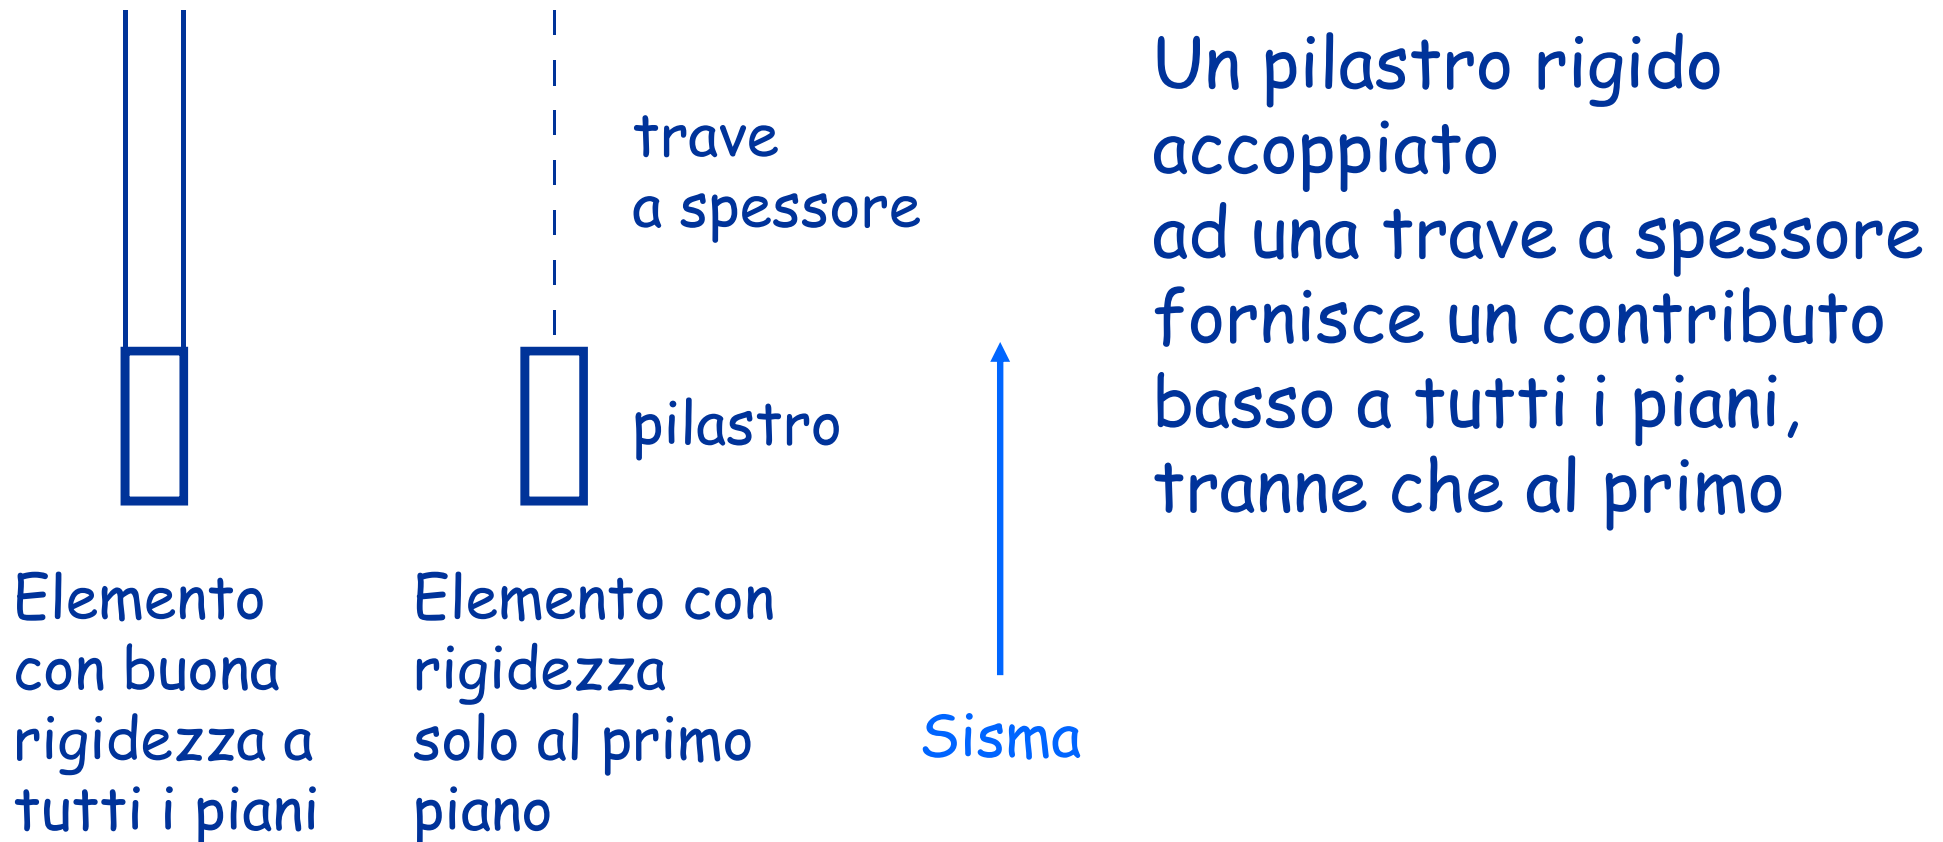 trave
a spessore
pilastro
Elemento
con buona
rigidezza a
tutti i piani
Elemento con
rigidezza
solo al primo
piano
Sisma
Un pilastro rigido
accoppiato
ad una trave a spessore
fornisce un contributo
basso a tutti i piani,
tranne che al primo